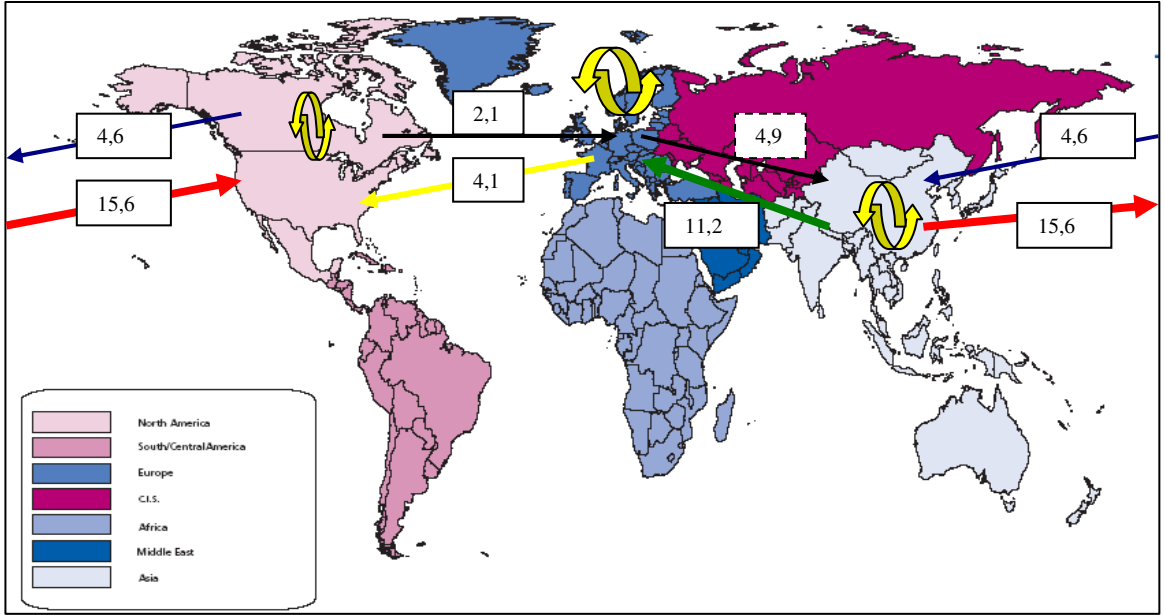 2,1
4,6
4,9
4,6
4,1
15,6
11,2
15,6
North America
South/Central America
Europe
C.I.S.
Africa
Middle East
Asia